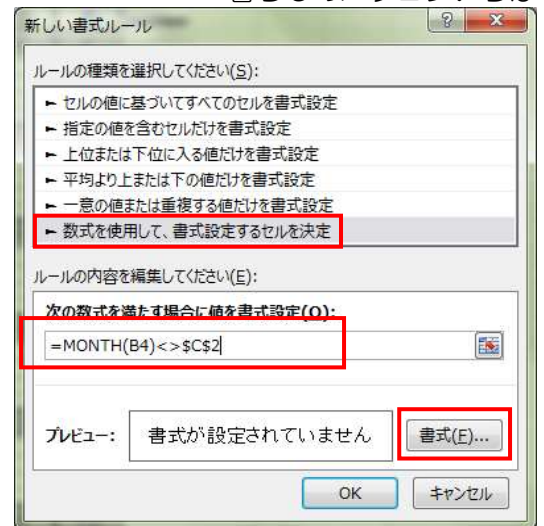 新しい書式ルール
ルールの種類を選択してください(S):
► セルの値に基づいてすべてのセルを書式設定
► 指定の値を含むセルだけを書式設定
► 上位または下位に入る値だけを書式設定
► 平均より上または下の値だけを書式設定
► 一意の値または重複する値だけを書式設定
► 数式を使用して、書式設定するセルを決定
ルールの内容を編集してください(E):
次の数式を満たす場合に値を書式設定(O):
=MONTH(B4)<>$C$2
プレビュー: 書式が設定されていません 書式(F)...
OK キャンセル